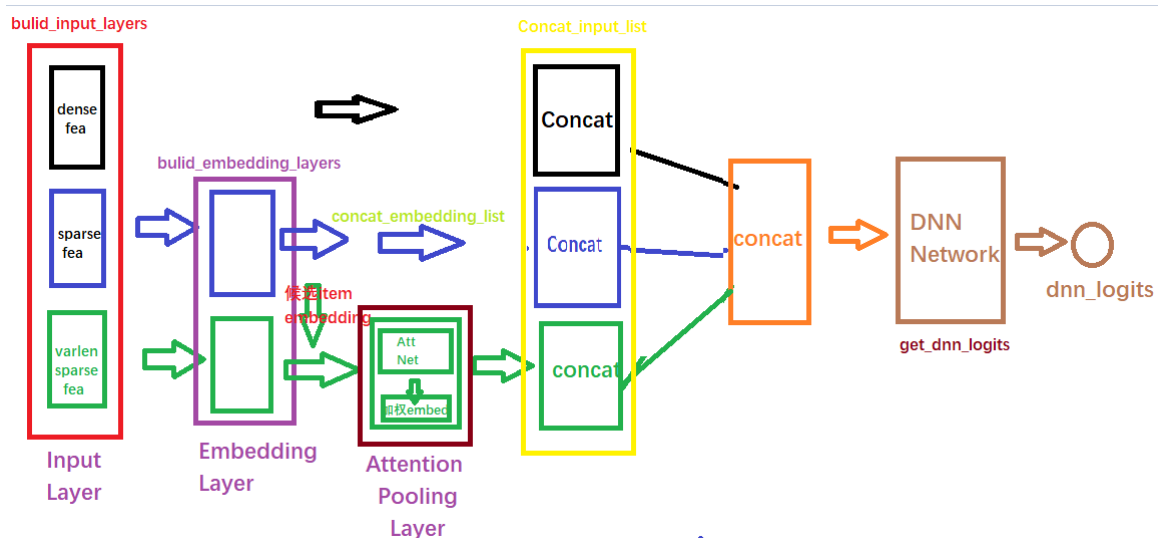 bulid_input_layers
dense
fea
sparse
fea
varlen
sparse
fea
Input
Layer
bulid_embedding_layers
Embedding
Layer
concat_embedding_list
候选item
embedding
Att
Net
加权embed
Attention
Pooling
Layer
Concat_input_list
Concat
Concat
concat
concat
DNN
Network
get_dnn_logits
dnn_logits